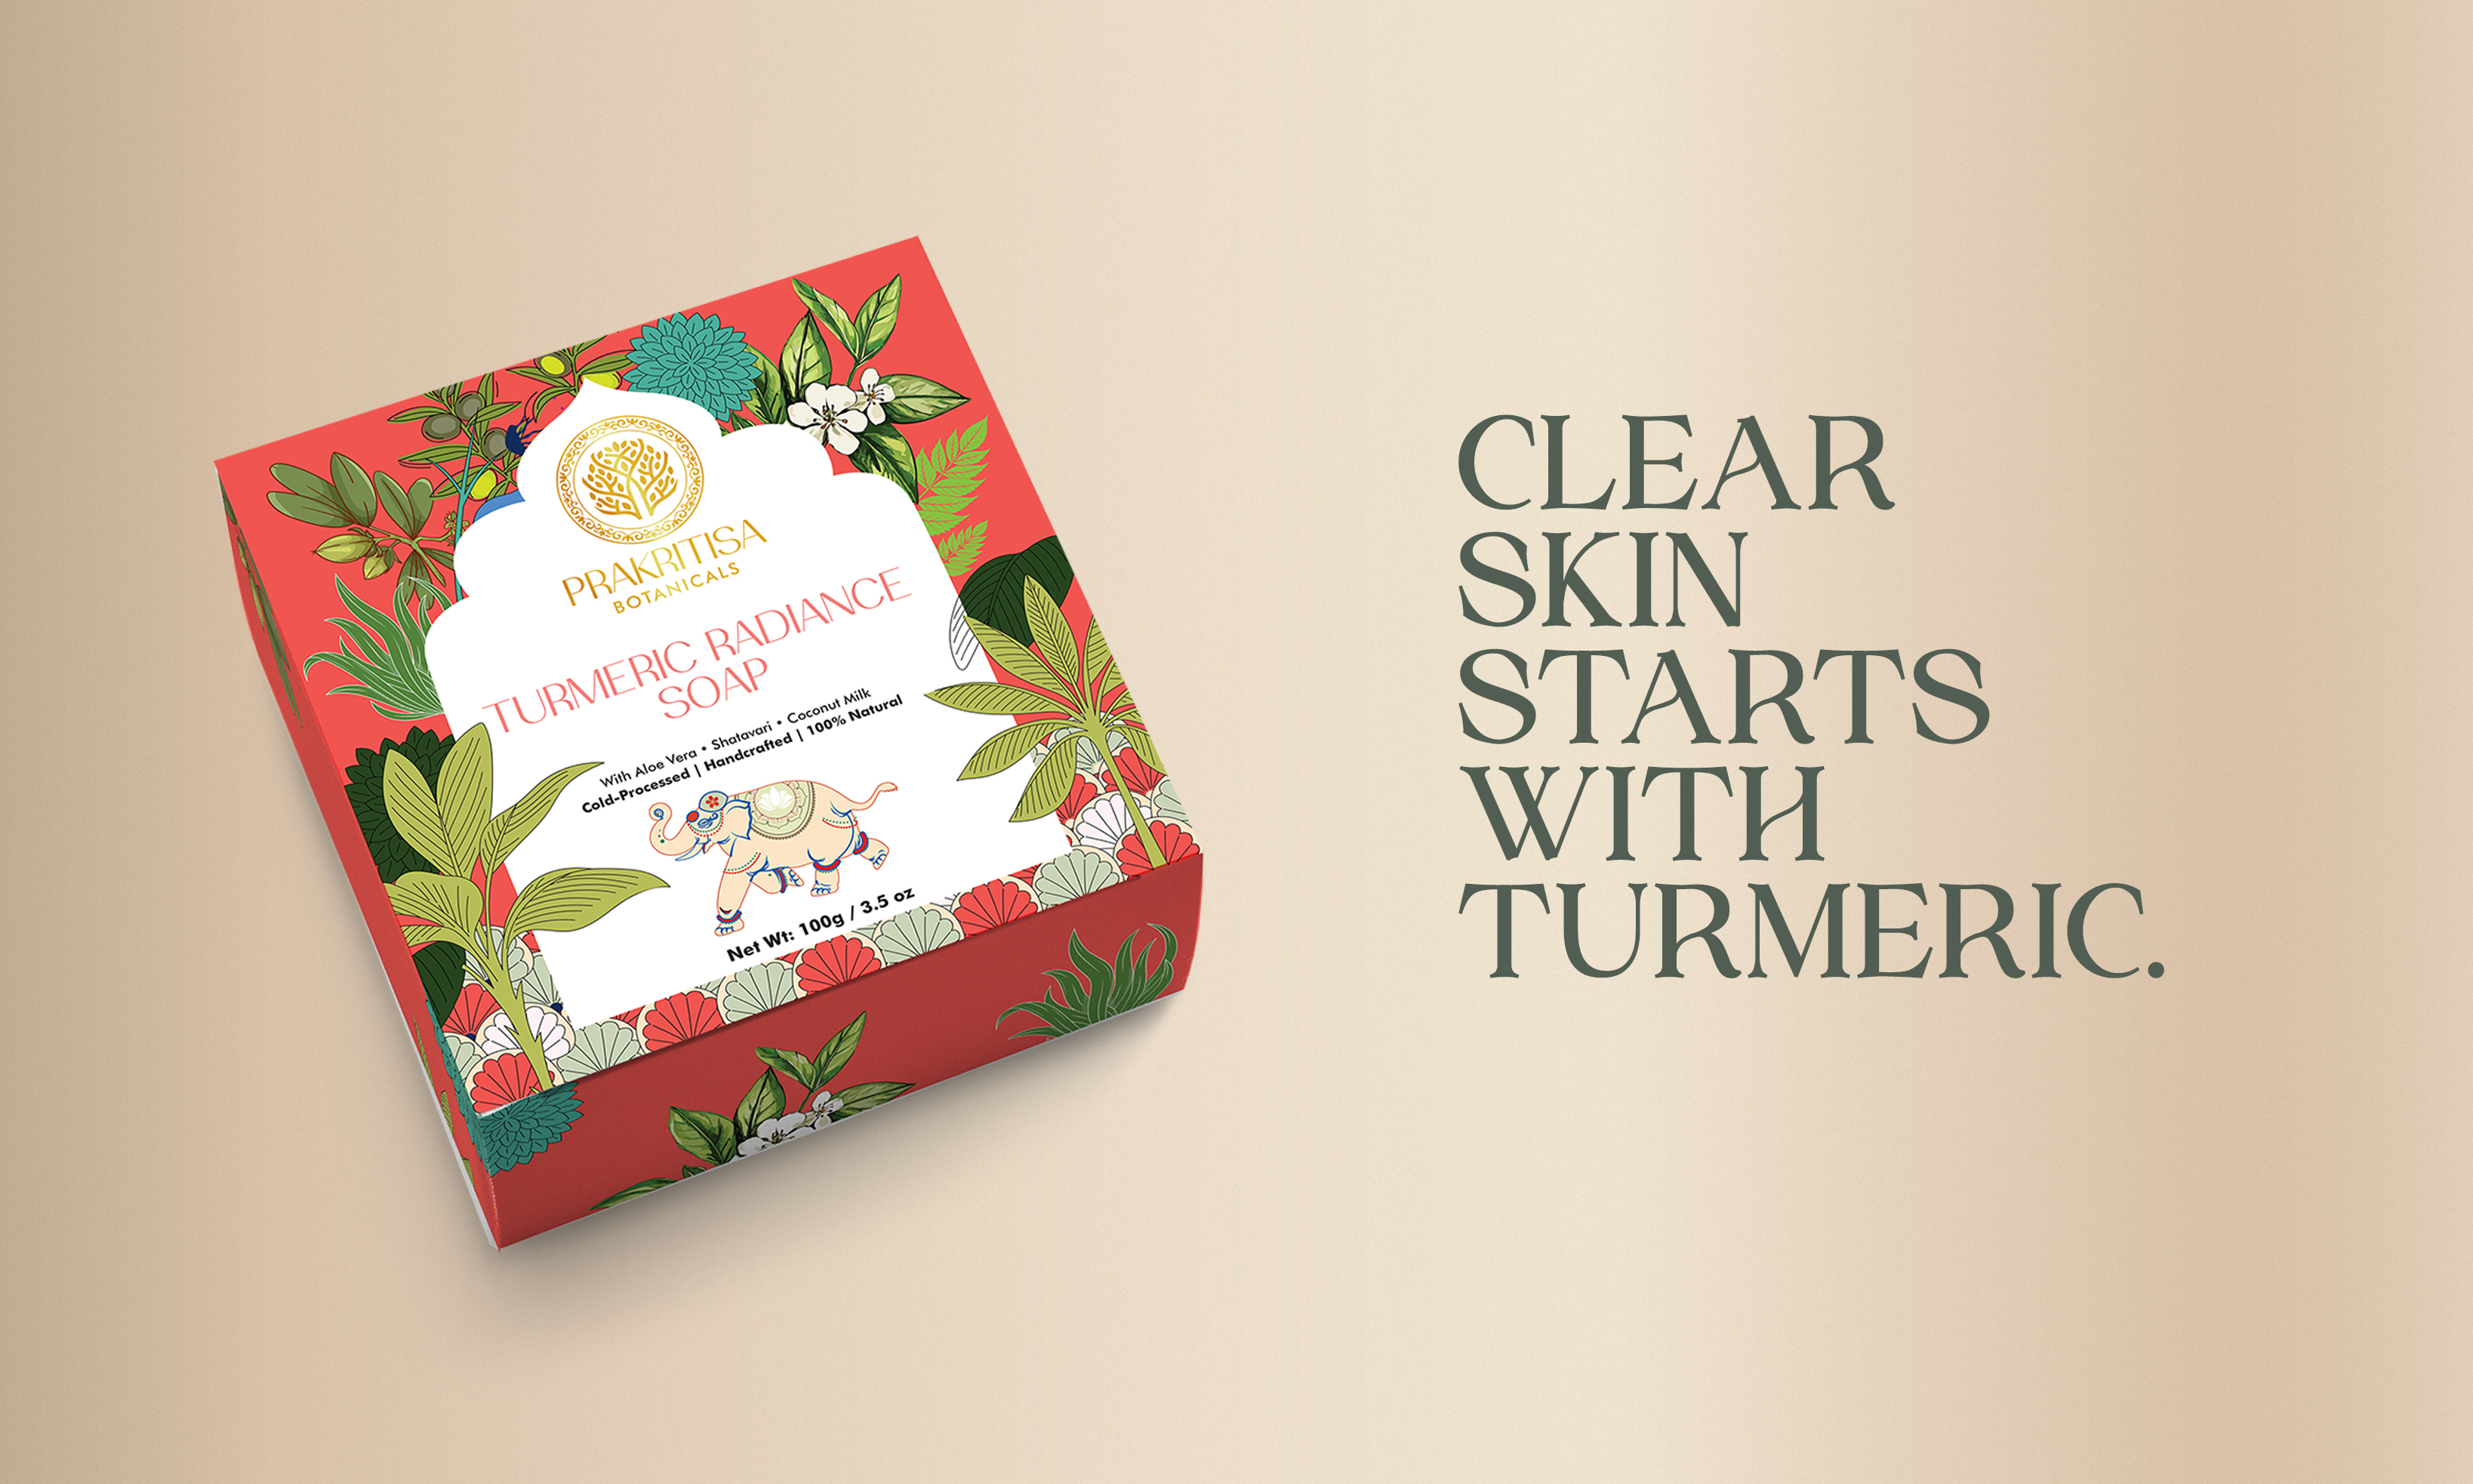 PRAKRITISA
BOTANICALS
TURMERIC RADIANCE
SOAP
With Aloe Vera • Shatavari • Coconut Milk
Cold-Processed | Handcrafted | 100% Natural
Net Wt: 100g / 3.5 oz
CLEAR
SKIN
STARTS
WITH
TURMERIC.